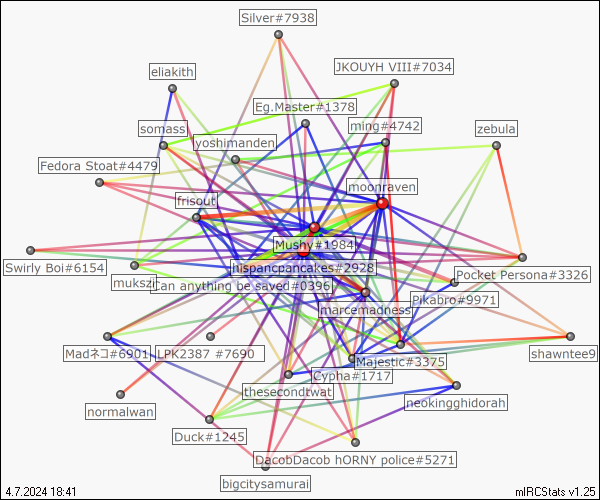 Silver#7938
eliakith
JKOUYH VIII#7034
Eg.Master#1378
somass
yoshimanden
ming#4742
zebula
Fedora Stoat#4479
moonraven
frisout
Mushy#1984
Swirly Boi#6154
hispancpancakes#2928
Pocket Persona#3326
mukszi
Can anything be saved#0396
Pikabro#9971
marcemadness
Madネコ#6901
LPK2387 #7690
Majestic#3375
shawntee9
Cypha#1717
thesecondtwat
neokingghidorah
normalwan
Duck#1245
DacobDacob hORNY police#5271
bigcitysamurai
4.7.2024 18:41
mIRCStats v1.25